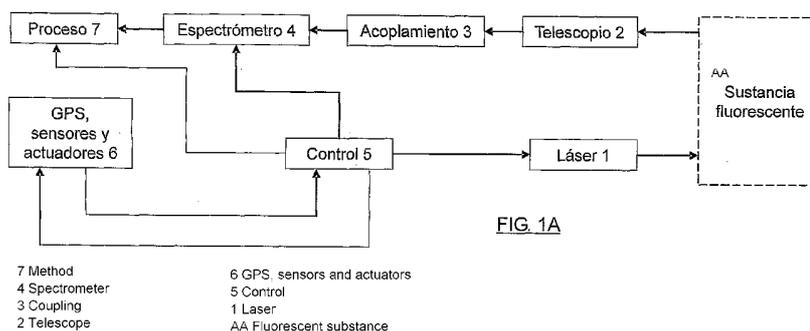 Proceso 7
Espectrómetro 4
Acoplamiento 3
Telescopio 2
AA
Sustancia
fluorescente
GPS,
sensores y
actuadores 6
Control 5
Láser 1
FIG. 1A
7 Method
4 Spectrometer
3 Coupling
2 Telescope
6 GPS, sensors and actuators
5 Control
1 Laser
AA Fluorescent substance